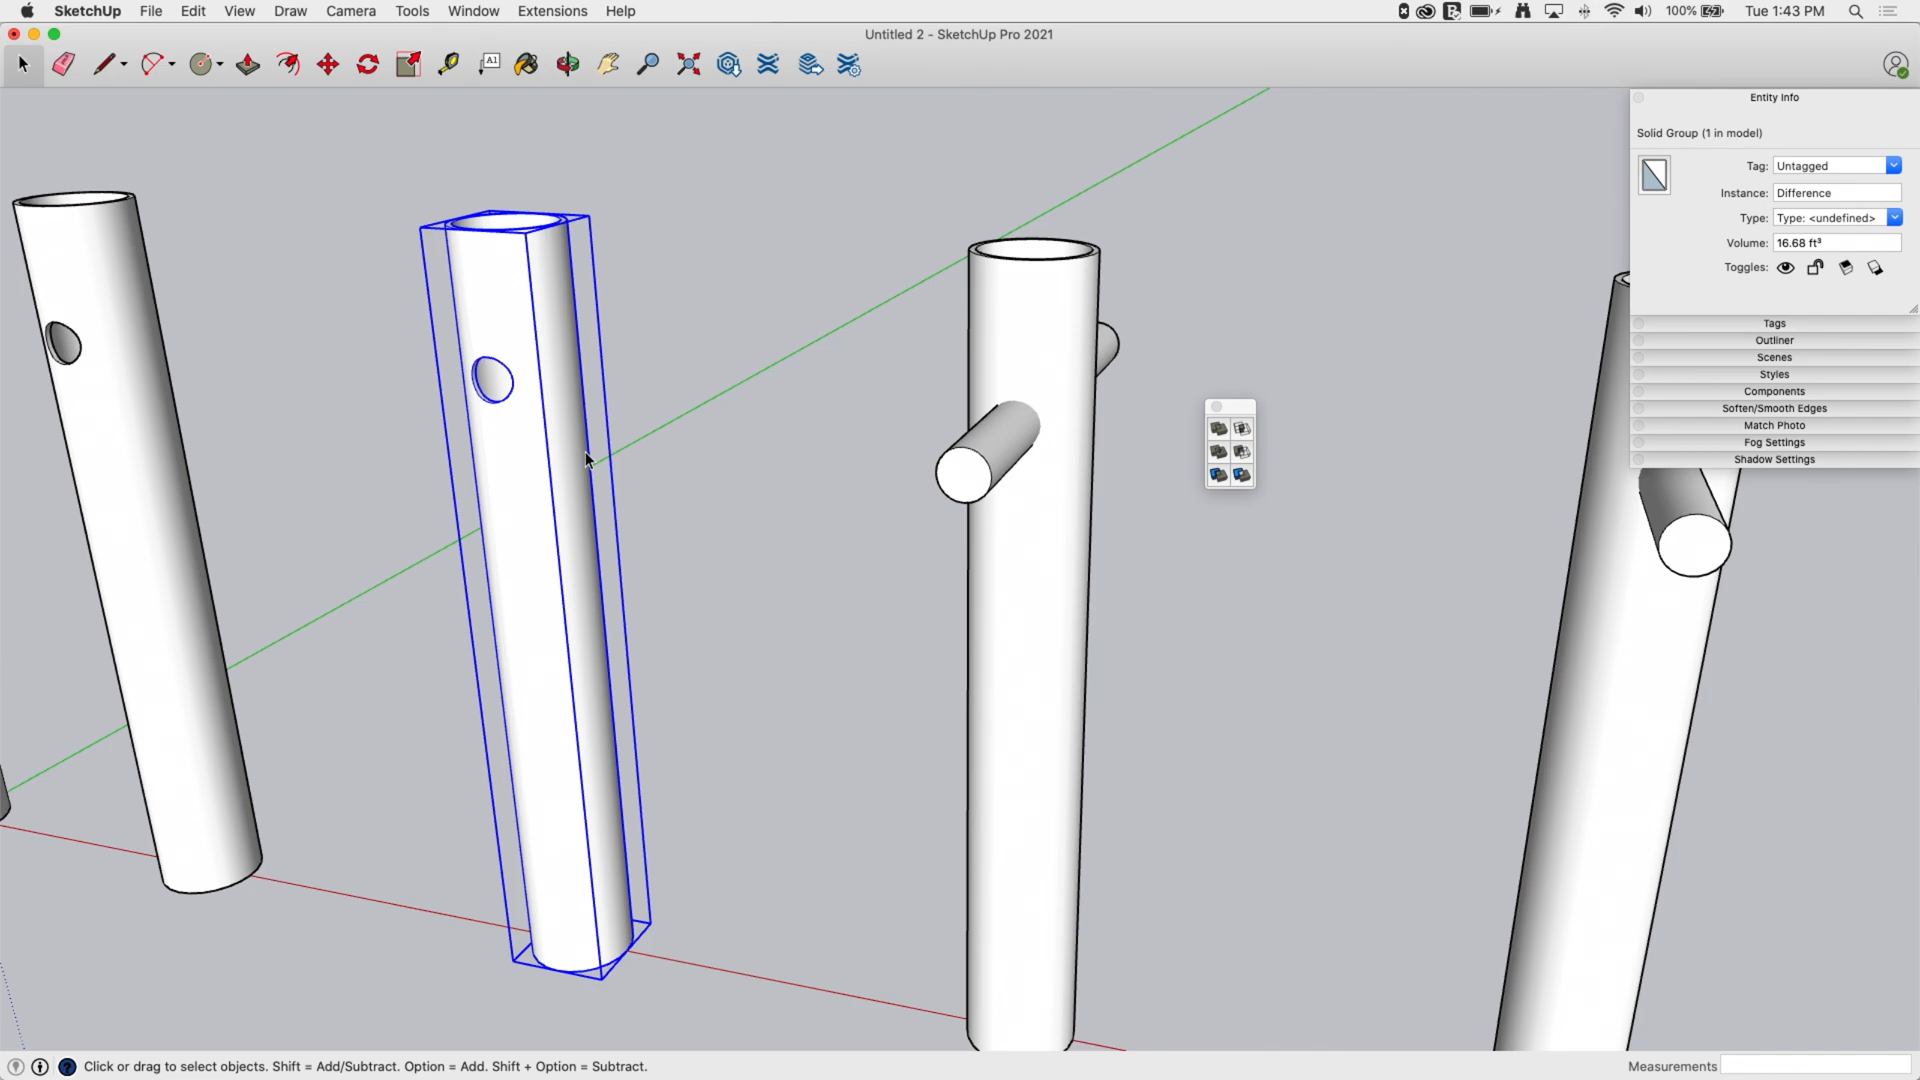 SketchUp File Edit View Draw Camera Tools Window Extensions Help 100% Tue 1:43 PM
Untitled 2 - SketchUp Pro 2021
A1
Entity Info
Solid Group (1 in model)
Tag: Untagged
Instance: Difference
Type: Type: <undefined>
Volume: 16.68 ft³
Toggles:
Tags
Outliner
Scenes
Styles
Components
Soften/Smooth Edges
Match Photo
Fog Settings
Shadow Settings
Click or drag to select objects. Shift = Add/Subtract. Option = Add. Shift + Option = Subtract. Measurements